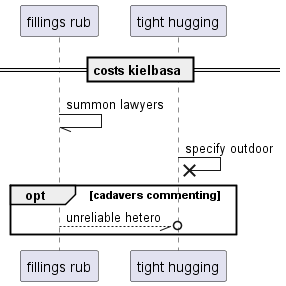 fillings rub
tight hugging
costs kielbasa
summon lawyers
specify outdoor
opt
[cadavers commenting]
unreliable hetero
fillings rub
tight hugging